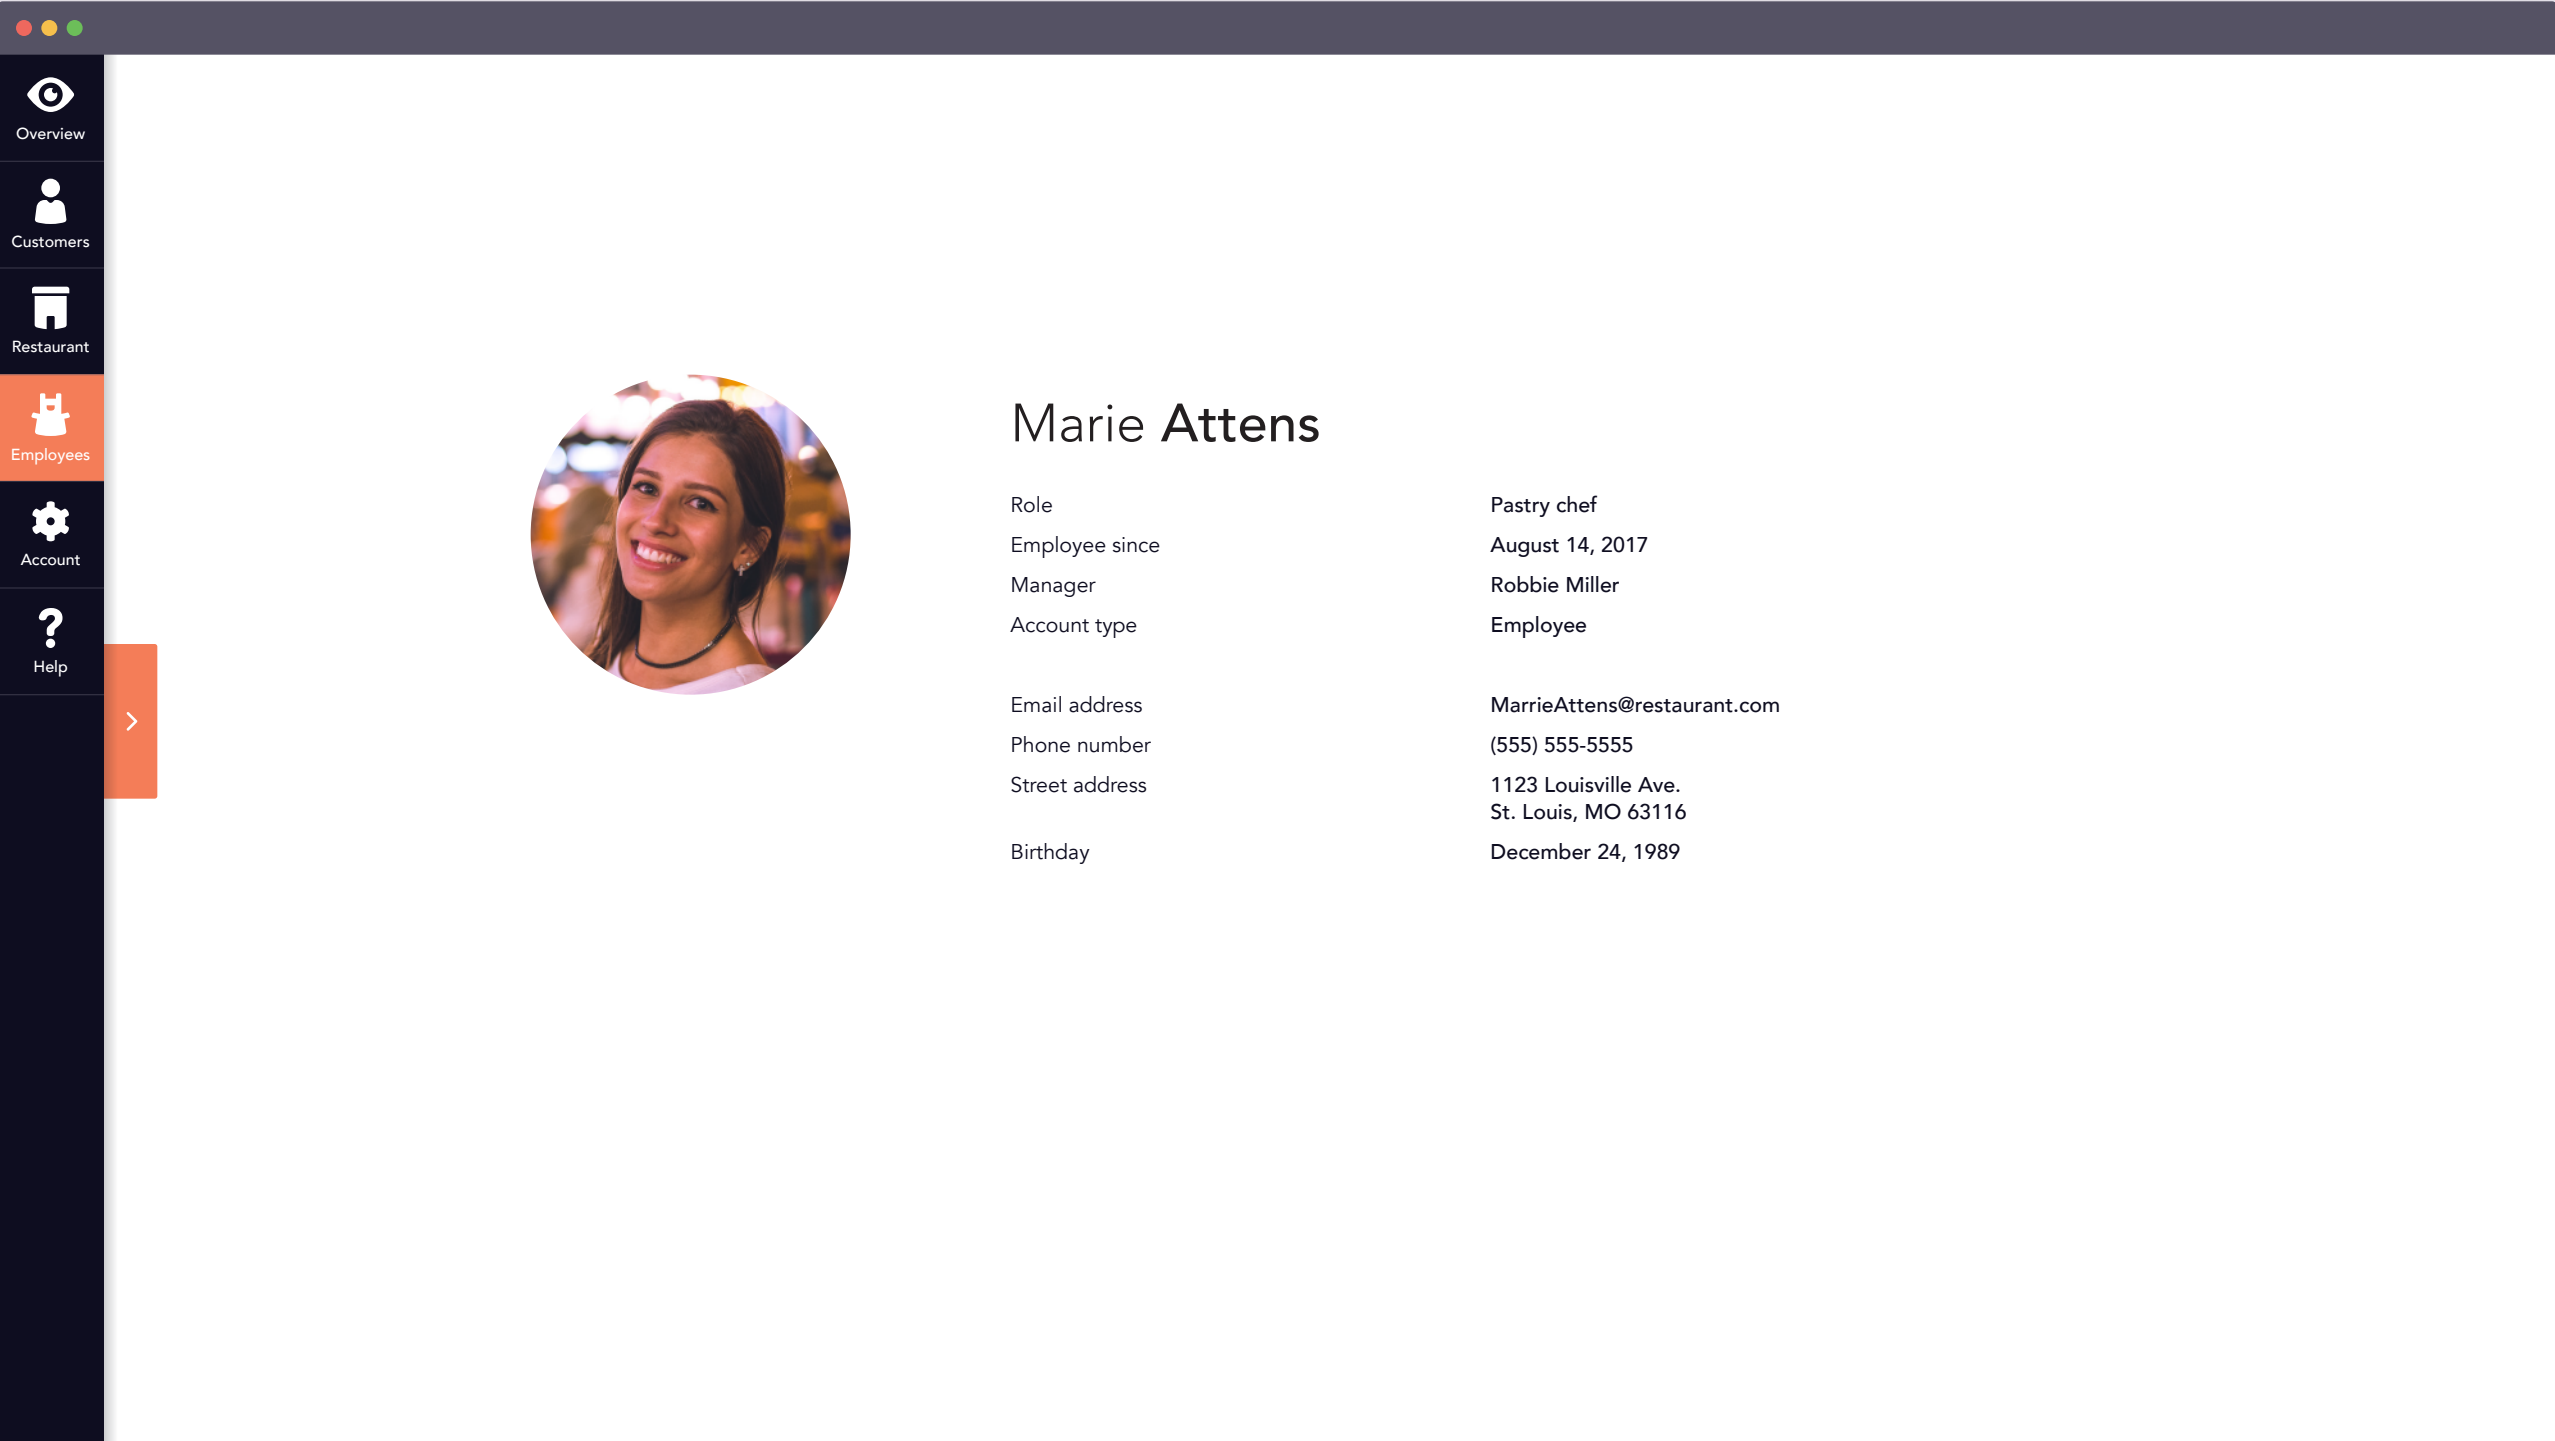 Overview
Customers
Restaurant
Employees
Account
Help
Marie Attens
Role Pastry chef
Employee since August 14, 2017
Manager Robbie Miller
Account type Employee
Email address MarrieAttens@restaurant.com
Phone number (555) 555-5555
Street address 1123 Louisville Ave.
St. Louis, MO 63116
Birthday December 24, 1989